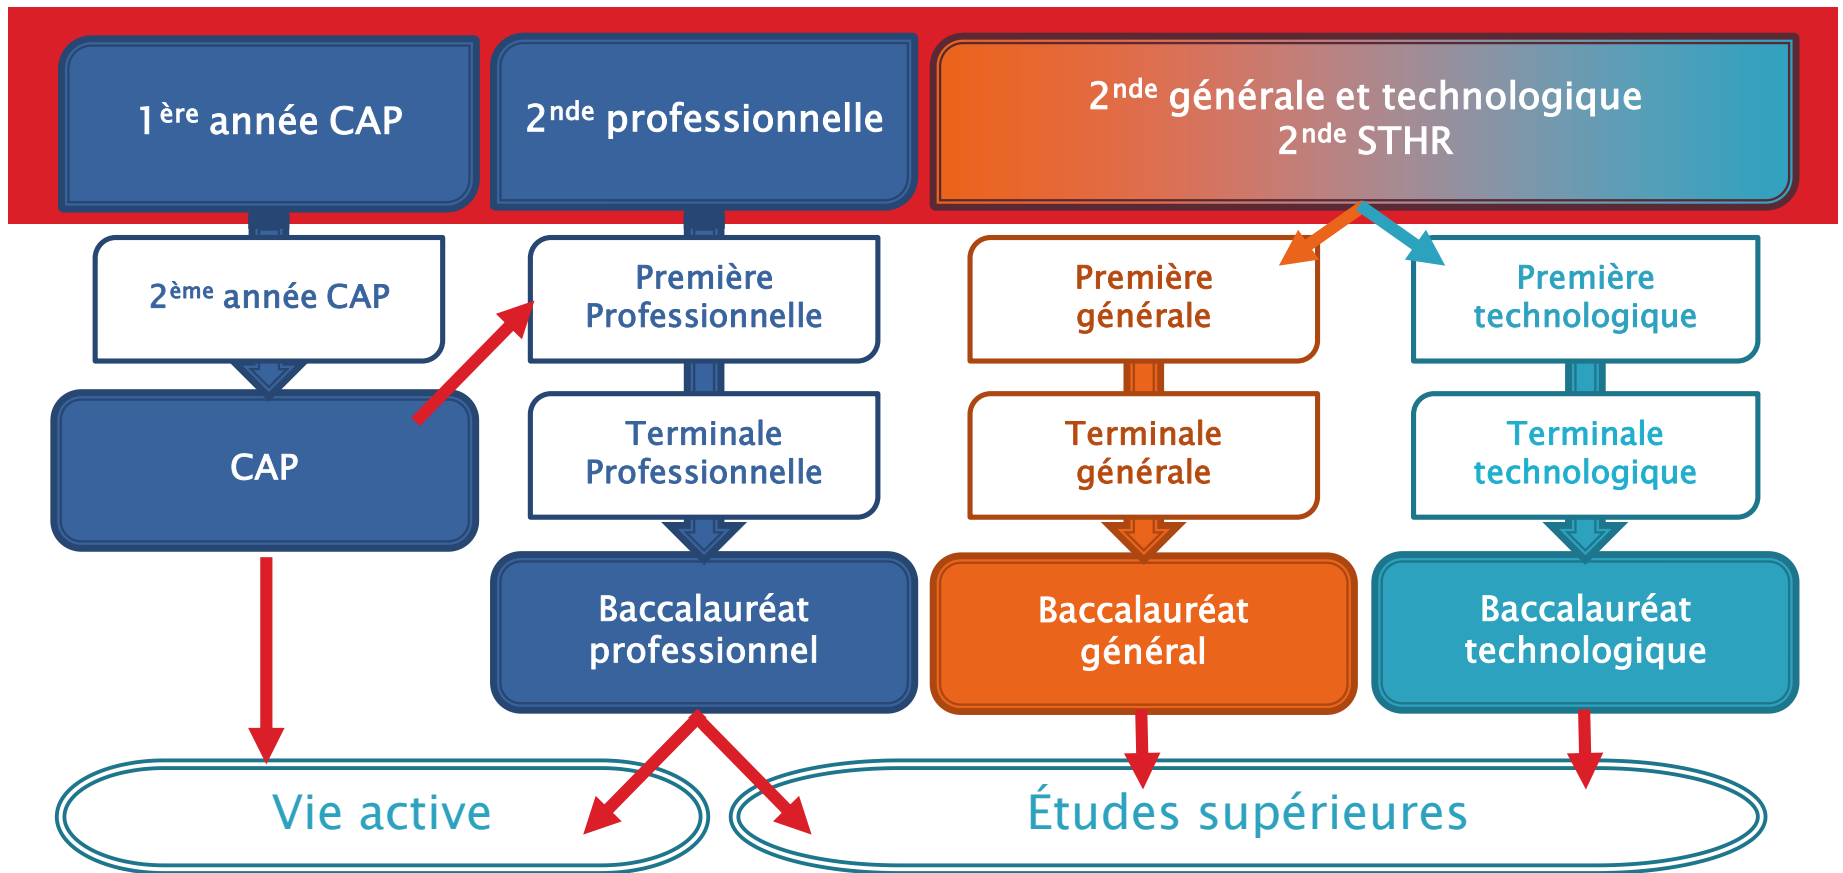 1ère année CAP
2nde professionnelle
2nde générale et technologique
2nde STHR
2ème année CAP
Première
Professionnelle
Première
générale
Première
technologique
CAP
Terminale
Professionnelle
Terminale
générale
Terminale
technologique
Baccalauréat
professionnel
Baccalauréat
général
Baccalauréat
technologique
Vie active
Études supérieures